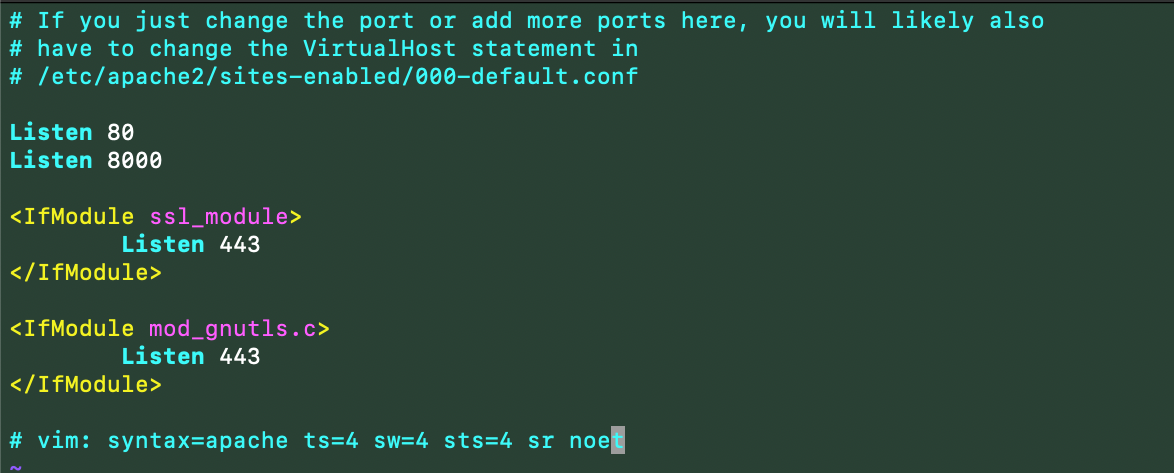 # If you just change the port or add more ports here, you will likely also
# have to change the VirtualHost statement in
# /etc/apache2/sites-enabled/000-default.conf

Listen 80
Listen 8000

<IfModule ssl_module>
        Listen 443
</IfModule>

<IfModule mod_gnutls.c>
        Listen 443
</IfModule>

# vim: syntax=apache ts=4 sw=4 sts=4 sr noet
~